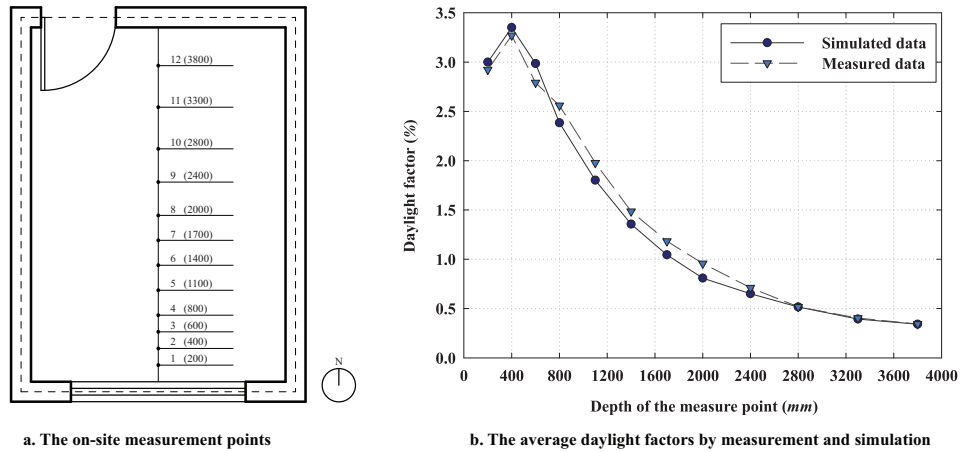 12 (3800)
11 (3300)
10 (2800)
9 (2400)
8 (2000)
7 (1700)
6 (1400)
5 (1100)
4 (800)
3 (600)
2 (400)
1 (200)
N
a. The on-site measurement points
3.5
3.0
2.5
2.0
1.5
1.0
0.5
0.0
Daylight factor (%)
Simulated data
Measured data
0 400 800 1200 1600 2000 2400 2800 3200 3600 4000
Depth of the measure point (mm)
b. The average daylight factors by measurement and simulation